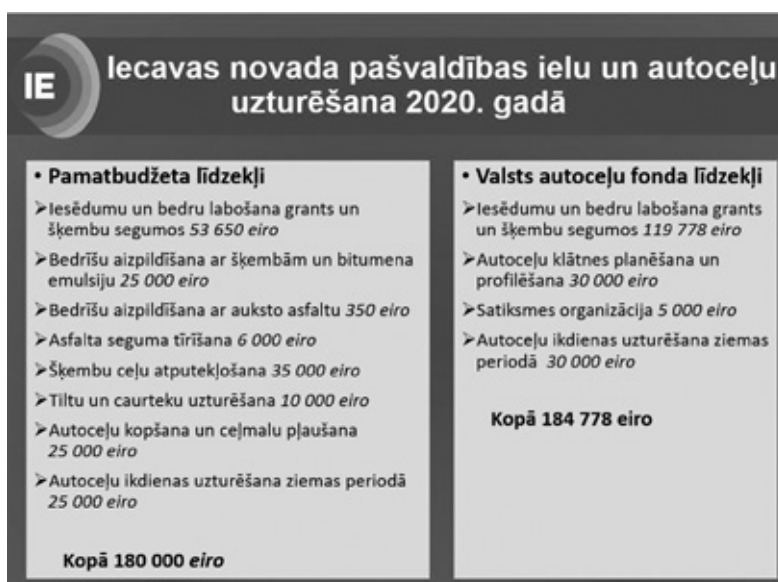 IE
Iecavas novada pašvaldības ielu un autoceļu
uzturēšana 2020. gadā
• Pamatbudžeta līdzekļi
➢Iesēdumu un bedru labošana grants un
šķembu segumos 53 650 eiro
➢Bedrīšu aizpildīšana ar šķembām un bitumena
emulsiju 25 000 eiro
➢Bedrīšu aizpildīšana ar auksto asfaltu 350 eiro
➢Asfalta seguma tīrīšana 6 000 eiro
➢Šķembu ceļu atputekļošana 35 000 eiro
➢Tiltu un caurteku uzturēšana 10 000 eiro
➢Autoceļu kopšana un ceļmalu pļaušana
25 000 eiro
➢Autoceļu ikdienas uzturēšana ziemas periodā
25 000 eiro
Kopā 180 000 eiro
• Valsts autoceļu fonda līdzekļi
➢Iesēdumu un bedru labošana grants
un šķembu segumos 119 778 eiro
➢Autoceļu klātnes planēšana un
profilēšana 30 000 eiro
➢Satiksmes organizācija 5 000 eiro
➢Autoceļu ikdienas uzturēšana ziemas
periodā 30 000 eiro
Kopā 184 778 eiro